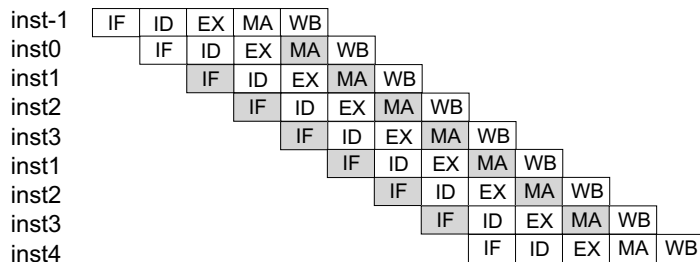 inst-1 IF ID EX MA WB
inst0 IF ID EX MA WB
inst1 IF ID EX MA WB
inst2 IF ID EX MA WB
inst3 IF ID EX MA WB
inst1 IF ID EX MA WB
inst2 IF ID EX MA WB
inst3 IF ID EX MA WB
inst4 IF ID EX MA WB